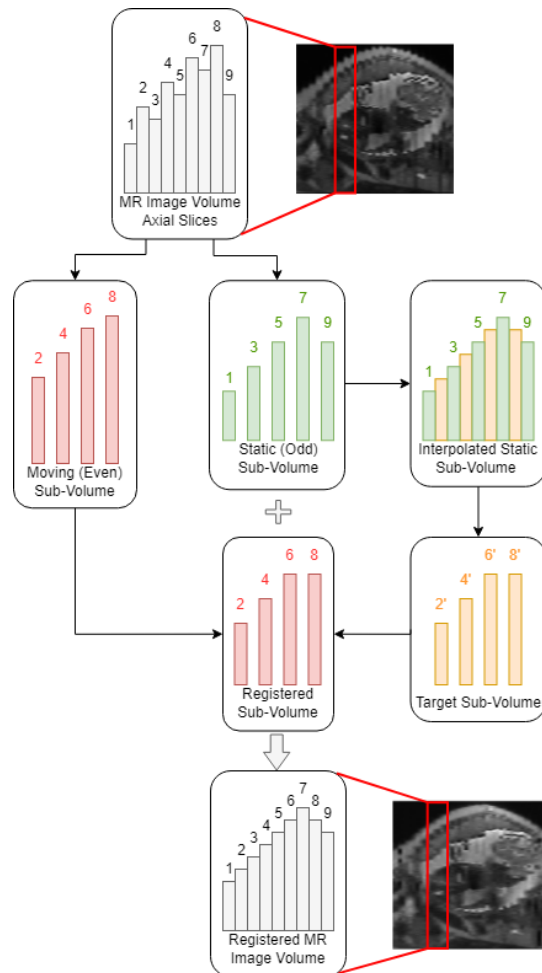 8
6
7
4
5
2
9
3
1
MR Image Volume
Axial Slices
8
6
4
2
Moving (Even)
Sub-Volume
7
5
9
3
1
Static (Odd)
Sub-Volume
7
5
9
3
1
Interpolated Static
Sub-Volume
6 8
4
2
Registered
Sub-Volume
6' 8'
4'
2'
Target Sub-Volume
7
6 8
5 9
4
3
2
1
Registered MR
Image Volume